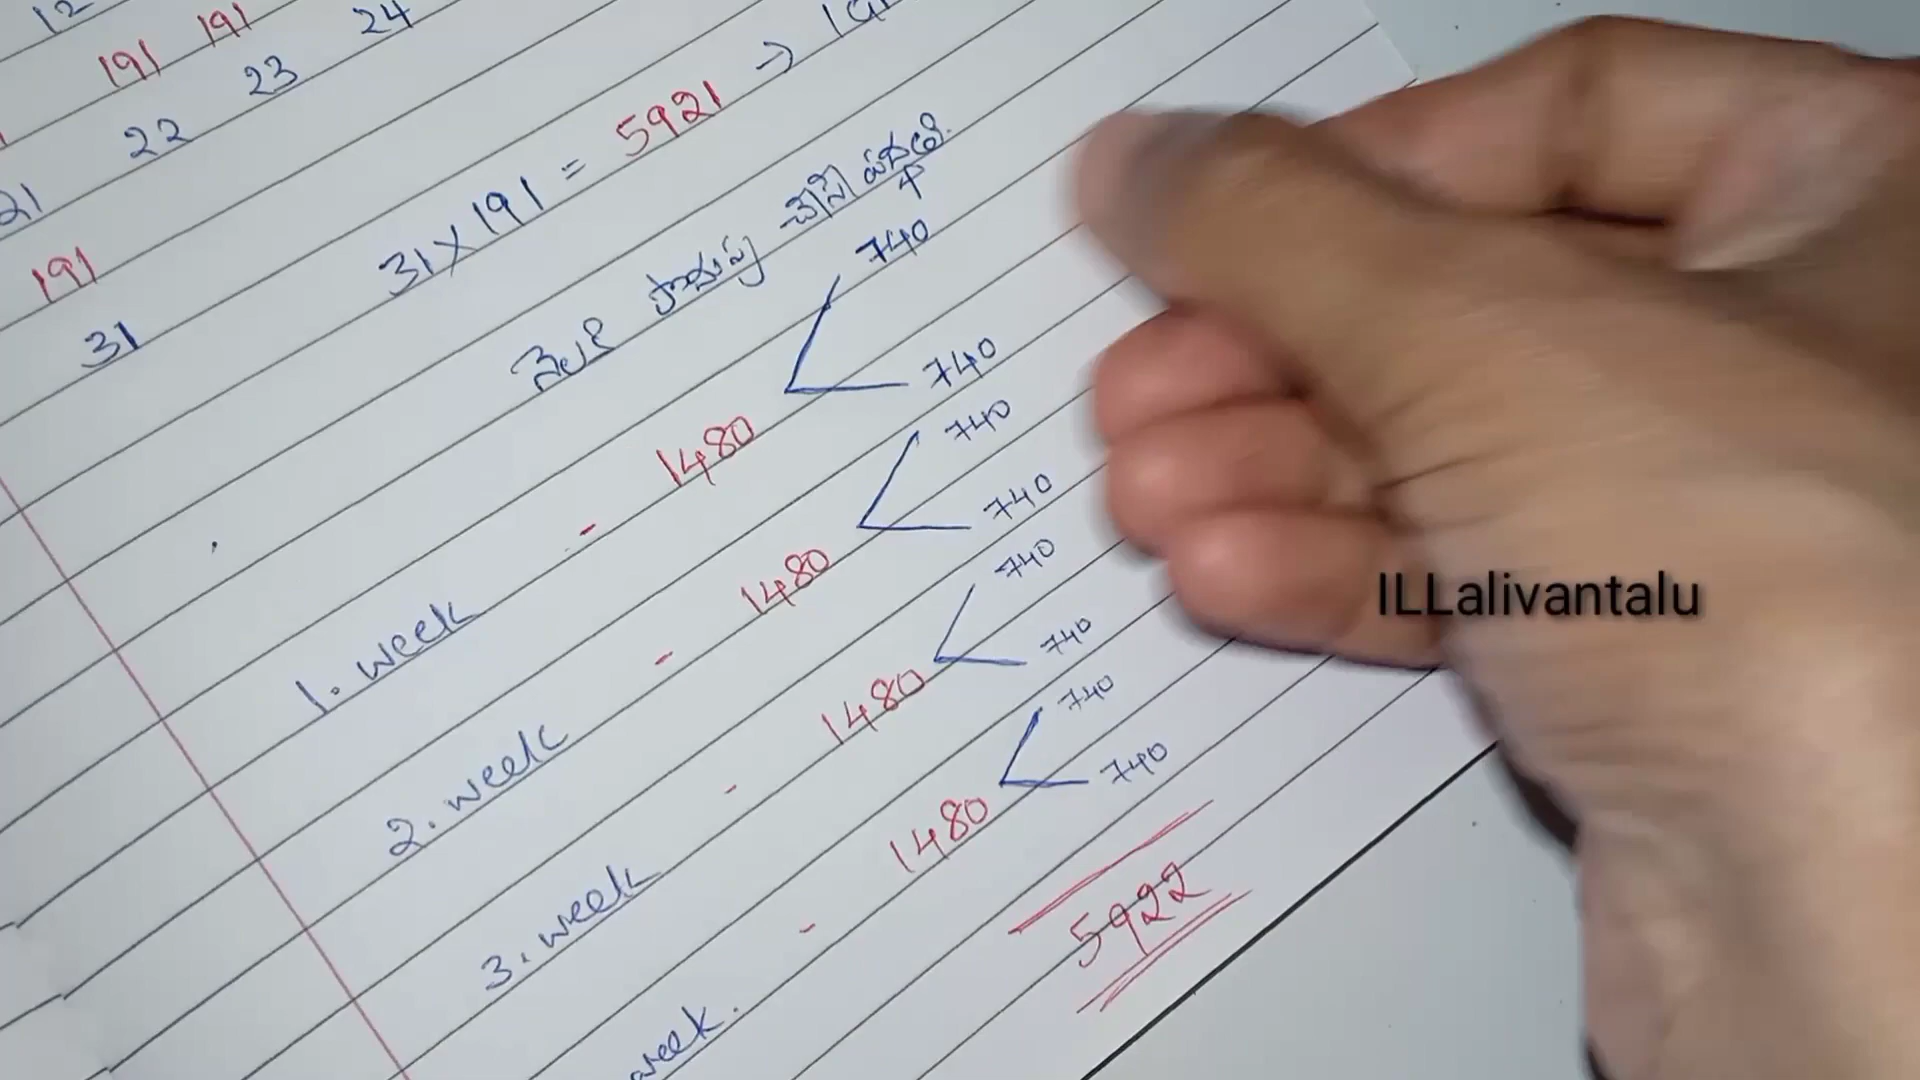 12
191 191
22 23 24
21
31 x 191 = 5921 →
191
31
740
1. week - 1480 < 740
740
2. week - 1480 < 740
740
3. week - 1480 < 740
740
week. - 1480 < 740
5922
ILLalivantalu